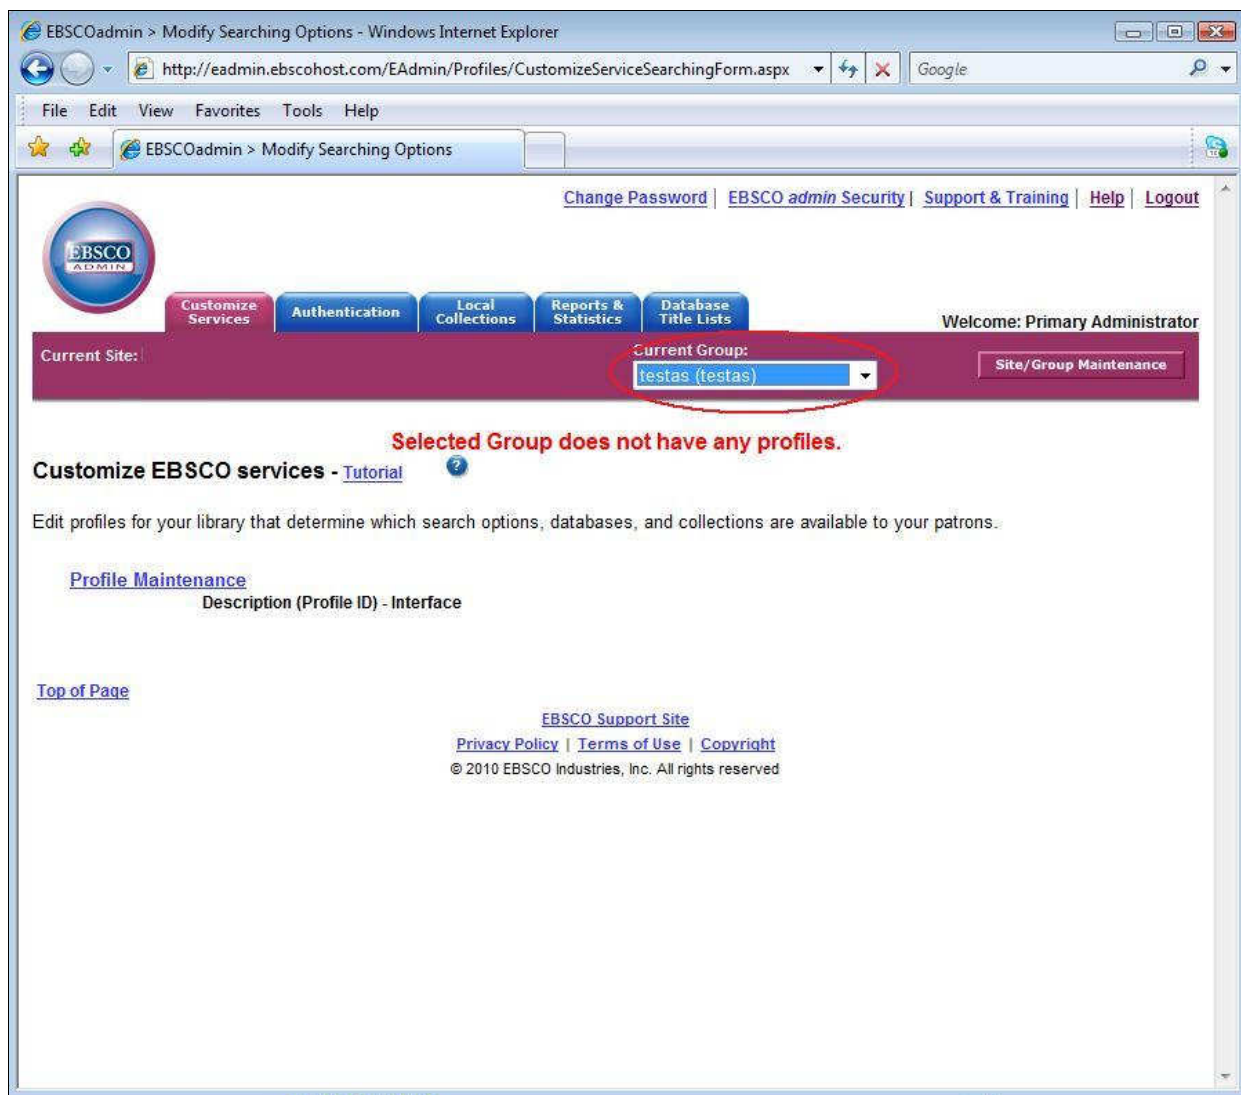 EBSCOadmin > Modify Searching Options - Windows Internet Explorer
http://eadmin.ebscohost.com/EAdmin/Profiles/CustomizeServiceSearchingForm.aspx
Google
File Edit View Favorites Tools Help
EBSCOadmin > Modify Searching Options
Change Password | EBSCO admin Security | Support & Training | Help | Logout
EBSCO
ADMIN
Customize Services
Authentication
Local Collections
Reports & Statistics
Database Title Lists
Welcome: Primary Administrator
Current Site:
Current Group:
testas (testas)
Site/Group Maintenance
Selected Group does not have any profiles.
Customize EBSCO services - Tutorial
Edit profiles for your library that determine which search options, databases, and collections are available to your patrons.
Profile Maintenance
Description (Profile ID) - Interface
Top of Page
EBSCO Support Site
Privacy Policy | Terms of Use | Copyright
© 2010 EBSCO Industries, Inc. All rights reserved